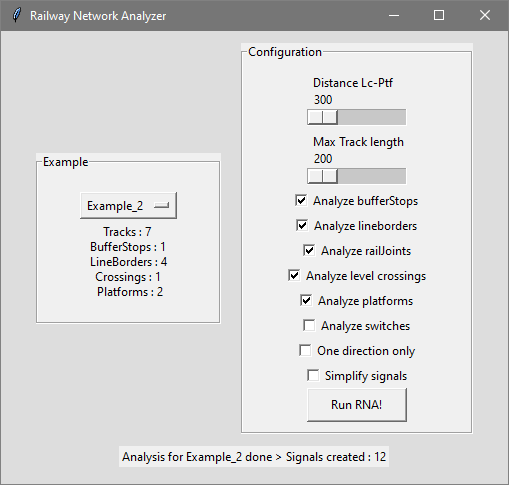 Railway Network Analyzer
Example
Example_2
Tracks : 7
BufferStops : 1
LineBorders : 4
Crossings : 1
Platforms : 2
Configuration
Distance Lc-Ptf
300
Max Track length
200
Analyze bufferStops
Analyze lineborders
Analyze railJoints
Analyze level crossings
Analyze platforms
Analyze switches
One direction only
Simplify signals
Run RNA!
Analysis for Example_2 done > Signals created : 12